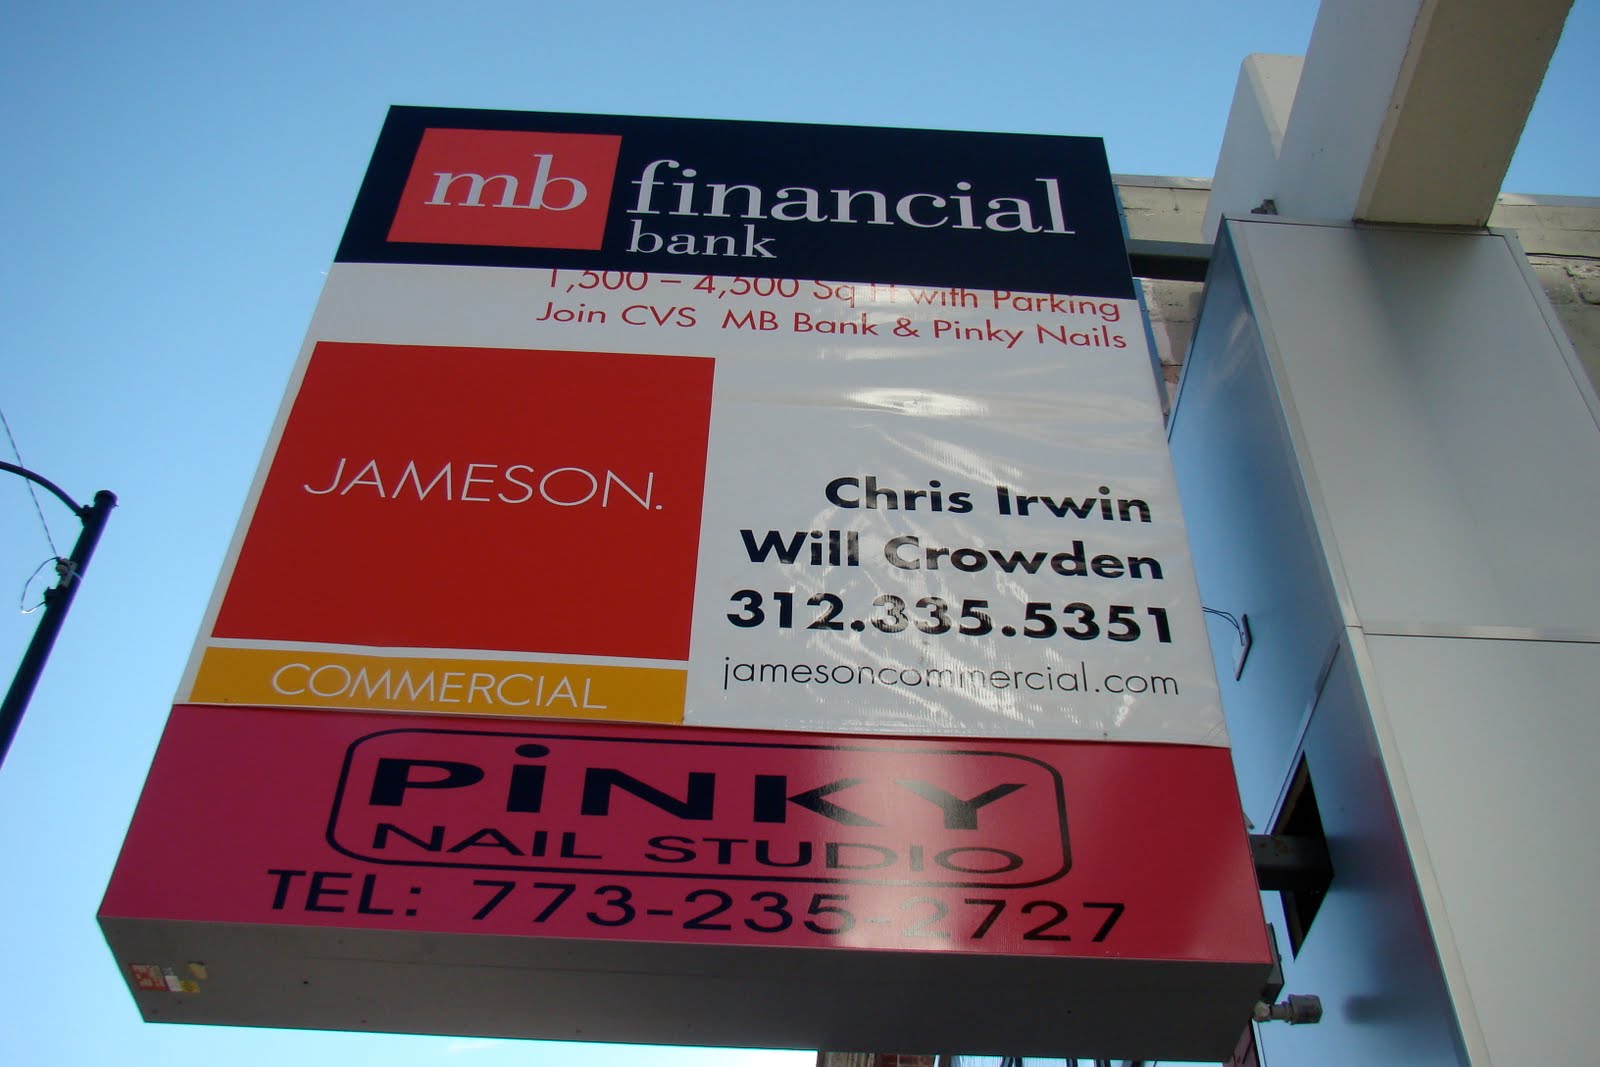 mb financial
bank
1,500 – 4,500 Sq Ft with Parking
Join CVS MB Bank & Pinky Nails
JAMESON.
COMMERCIAL
Chris Irwin
Will Crowden
312.335.5351
jamesoncommercial.com
PiNKY
NAIL STUDIO
TEL: 773-235-2727